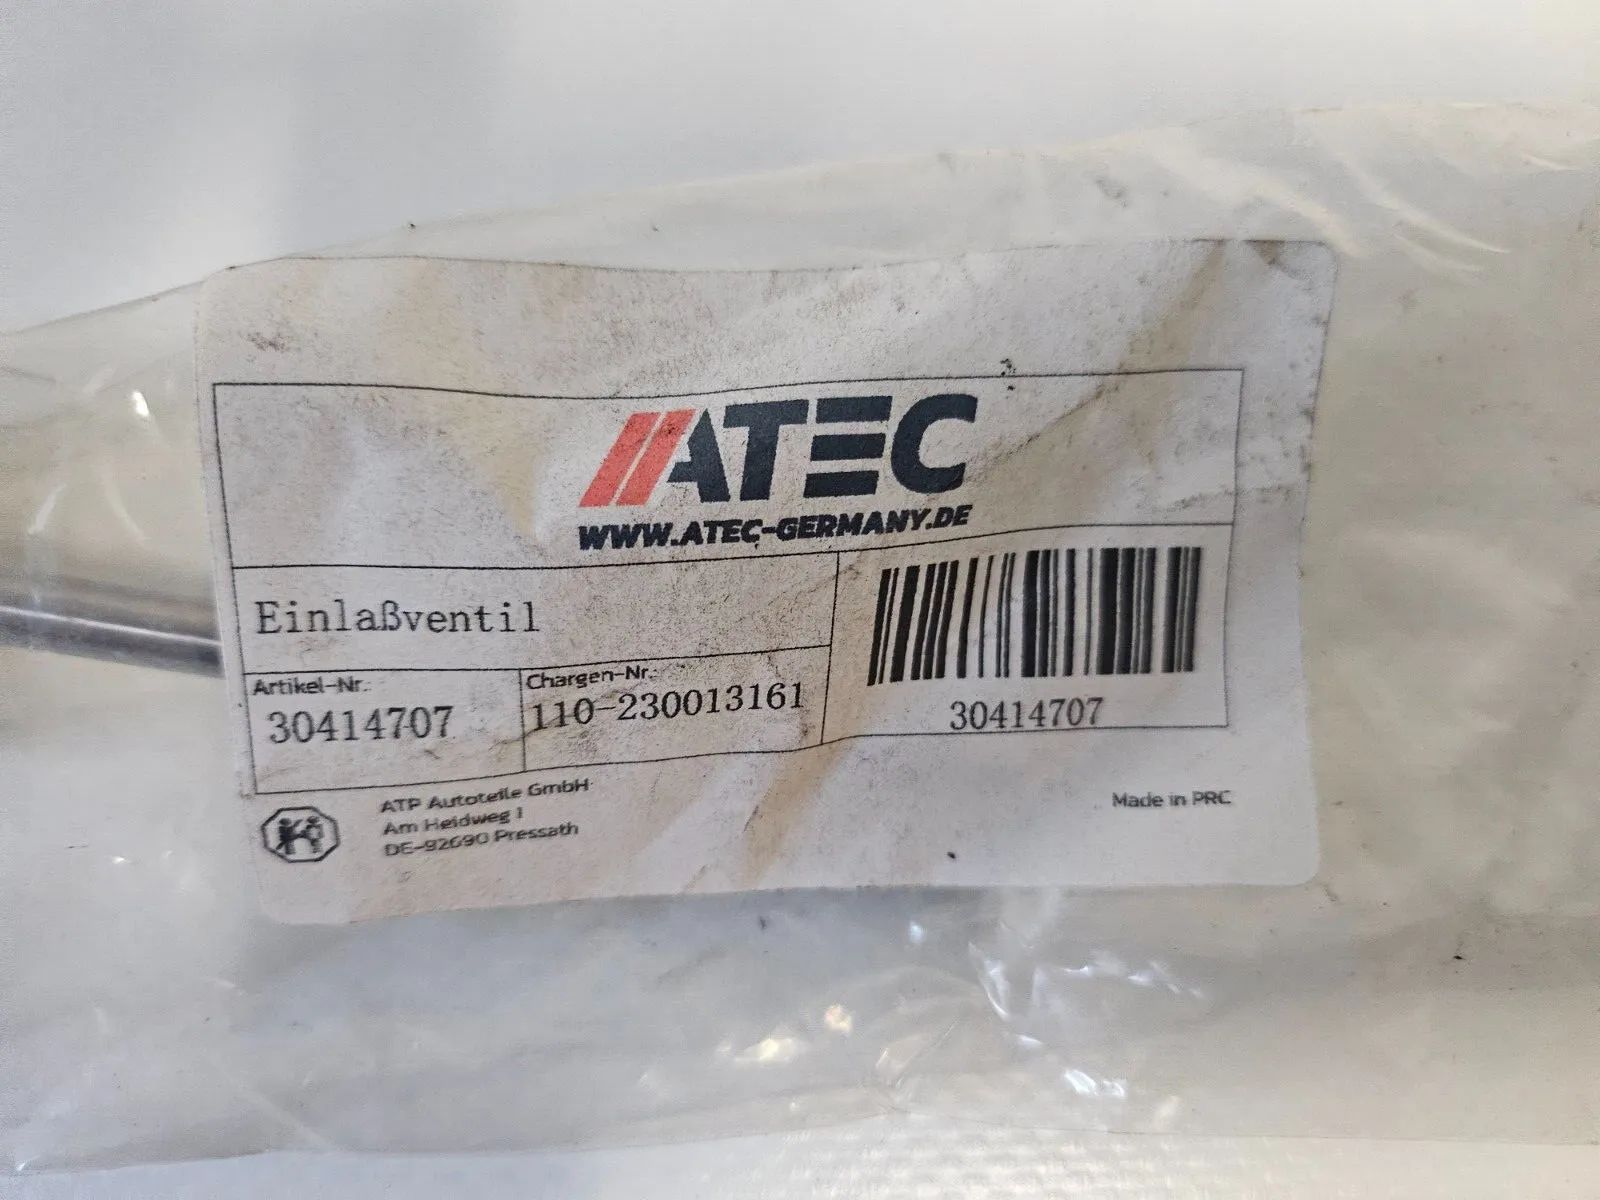 ATEC
WWW.ATEC-GERMANY.DE
Einlaßventil
Artikel-Nr.:
30414707
Chargen-Nr.:
110-230013161
30414707
ATP Autoteile GmbH
Am Heidweg 1
DE-92690 Pressath
Made in PRC